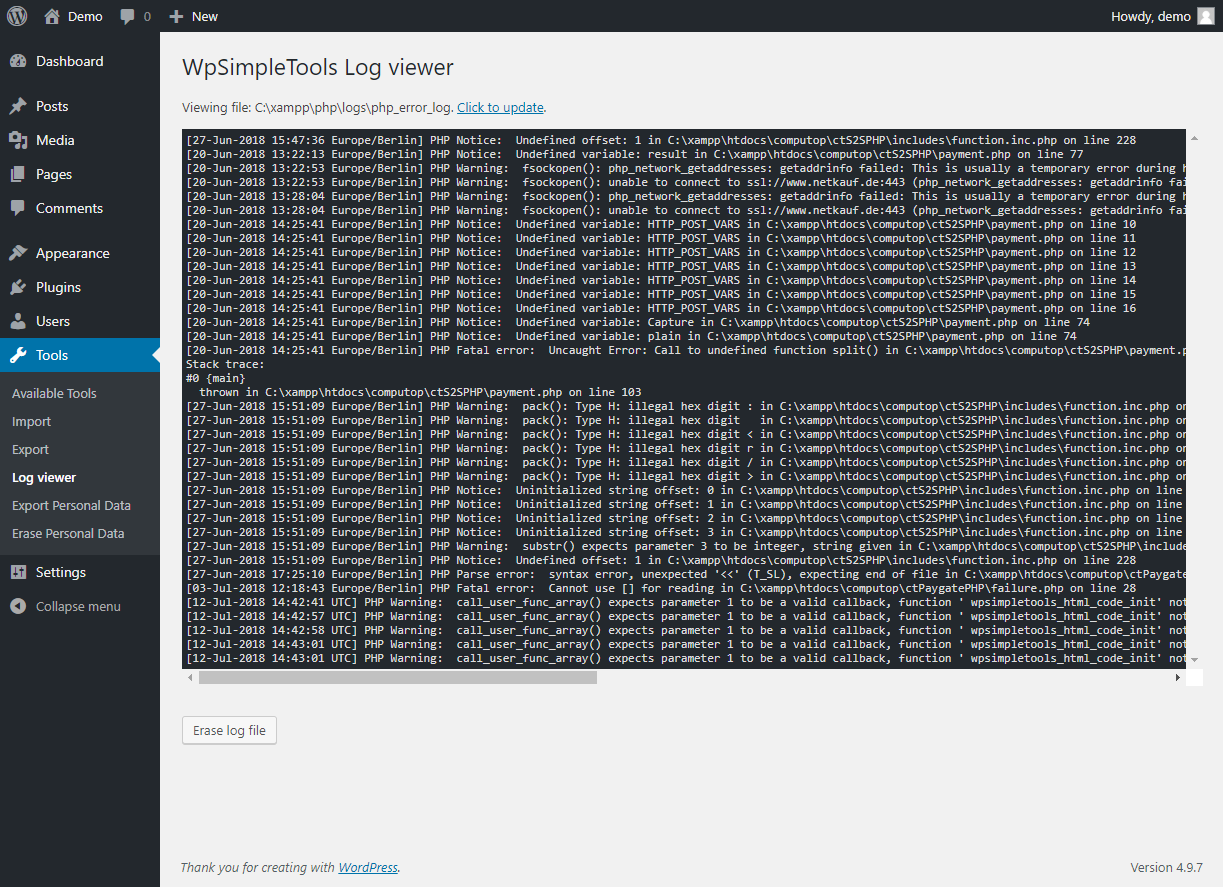 Demo
0
New
Howdy, demo
Dashboard
Posts
Media
Pages
Comments
Appearance
Plugins
Users
Tools
Available Tools
Import
Export
Log viewer
Export Personal Data
Erase Personal Data
Settings
Collapse menu
WpSimpleTools Log viewer
Viewing file: C:\xampp\php\logs\php_error_log. Click to update.
[27-Jun-2018 15:47:36 Europe/Berlin] PHP Notice:  Undefined offset: 1 in C:\xampp\htdocs\computop\ctS2SPHP\includes\function.inc.php on line 228
[20-Jun-2018 13:22:13 Europe/Berlin] PHP Notice:  Undefined variable: result in C:\xampp\htdocs\computop\ctS2SPHP\payment.php on line 77
[20-Jun-2018 13:22:53 Europe/Berlin] PHP Warning:  fsockopen(): php_network_getaddresses: getaddrinfo failed: This is usually a temporary error during h
[20-Jun-2018 13:22:53 Europe/Berlin] PHP Warning:  fsockopen(): unable to connect to ssl://www.netkauf.de:443 (php_network_getaddresses: getaddrinfo fai
[20-Jun-2018 13:28:04 Europe/Berlin] PHP Warning:  fsockopen(): php_network_getaddresses: getaddrinfo failed: This is usually a temporary error during h
[20-Jun-2018 13:28:04 Europe/Berlin] PHP Warning:  fsockopen(): unable to connect to ssl://www.netkauf.de:443 (php_network_getaddresses: getaddrinfo fai
[20-Jun-2018 14:25:41 Europe/Berlin] PHP Notice:  Undefined variable: HTTP_POST_VARS in C:\xampp\htdocs\computop\ctS2SPHP\payment.php on line 10
[20-Jun-2018 14:25:41 Europe/Berlin] PHP Notice:  Undefined variable: HTTP_POST_VARS in C:\xampp\htdocs\computop\ctS2SPHP\payment.php on line 11
[20-Jun-2018 14:25:41 Europe/Berlin] PHP Notice:  Undefined variable: HTTP_POST_VARS in C:\xampp\htdocs\computop\ctS2SPHP\payment.php on line 12
[20-Jun-2018 14:25:41 Europe/Berlin] PHP Notice:  Undefined variable: HTTP_POST_VARS in C:\xampp\htdocs\computop\ctS2SPHP\payment.php on line 13
[20-Jun-2018 14:25:41 Europe/Berlin] PHP Notice:  Undefined variable: HTTP_POST_VARS in C:\xampp\htdocs\computop\ctS2SPHP\payment.php on line 14
[20-Jun-2018 14:25:41 Europe/Berlin] PHP Notice:  Undefined variable: HTTP_POST_VARS in C:\xampp\htdocs\computop\ctS2SPHP\payment.php on line 15
[20-Jun-2018 14:25:41 Europe/Berlin] PHP Notice:  Undefined variable: HTTP_POST_VARS in C:\xampp\htdocs\computop\ctS2SPHP\payment.php on line 16
[20-Jun-2018 14:25:41 Europe/Berlin] PHP Notice:  Undefined variable: Capture in C:\xampp\htdocs\computop\ctS2SPHP\payment.php on line 74
[20-Jun-2018 14:25:41 Europe/Berlin] PHP Notice:  Undefined variable: plain in C:\xampp\htdocs\computop\ctS2SPHP\payment.php on line 74
[20-Jun-2018 14:25:41 Europe/Berlin] PHP Fatal error:  Uncaught Error: Call to undefined function split() in C:\xampp\htdocs\computop\ctS2SPHP\payment.p
Stack trace:
#0 {main}
  thrown in C:\xampp\htdocs\computop\ctS2SPHP\payment.php on line 103
[27-Jun-2018 15:51:09 Europe/Berlin] PHP Warning:  pack(): Type H: illegal hex digit : in C:\xampp\htdocs\computop\ctS2SPHP\includes\function.inc.php on
[27-Jun-2018 15:51:09 Europe/Berlin] PHP Warning:  pack(): Type H: illegal hex digit   in C:\xampp\htdocs\computop\ctS2SPHP\includes\function.inc.php on
[27-Jun-2018 15:51:09 Europe/Berlin] PHP Warning:  pack(): Type H: illegal hex digit < in C:\xampp\htdocs\computop\ctS2SPHP\includes\function.inc.php on
[27-Jun-2018 15:51:09 Europe/Berlin] PHP Warning:  pack(): Type H: illegal hex digit r in C:\xampp\htdocs\computop\ctS2SPHP\includes\function.inc.php on
[27-Jun-2018 15:51:09 Europe/Berlin] PHP Warning:  pack(): Type H: illegal hex digit / in C:\xampp\htdocs\computop\ctS2SPHP\includes\function.inc.php on
[27-Jun-2018 15:51:09 Europe/Berlin] PHP Warning:  pack(): Type H: illegal hex digit > in C:\xampp\htdocs\computop\ctS2SPHP\includes\function.inc.php on
[27-Jun-2018 15:51:09 Europe/Berlin] PHP Notice:  Uninitialized string offset: 0 in C:\xampp\htdocs\computop\ctS2SPHP\includes\function.inc.php on line
[27-Jun-2018 15:51:09 Europe/Berlin] PHP Notice:  Uninitialized string offset: 1 in C:\xampp\htdocs\computop\ctS2SPHP\includes\function.inc.php on line
[27-Jun-2018 15:51:09 Europe/Berlin] PHP Notice:  Uninitialized string offset: 2 in C:\xampp\htdocs\computop\ctS2SPHP\includes\function.inc.php on line
[27-Jun-2018 15:51:09 Europe/Berlin] PHP Notice:  Uninitialized string offset: 3 in C:\xampp\htdocs\computop\ctS2SPHP\includes\function.inc.php on line
[27-Jun-2018 15:51:09 Europe/Berlin] PHP Warning:  substr() expects parameter 3 to be integer, string given in C:\xampp\htdocs\computop\ctS2SPHP\include
[27-Jun-2018 15:51:09 Europe/Berlin] PHP Notice:  Undefined offset: 1 in C:\xampp\htdocs\computop\ctS2SPHP\includes\function.inc.php on line 228
[27-Jun-2018 17:25:10 Europe/Berlin] PHP Parse error:  syntax error, unexpected '<<' (T_SL), expecting end of file in C:\xampp\htdocs\computop\ctPaygate
[03-Jul-2018 12:18:43 Europe/Berlin] PHP Fatal error:  Cannot use [] for reading in C:\xampp\htdocs\computop\ctPaygatePHP\failure.php on line 28
[12-Jul-2018 14:42:41 UTC] PHP Warning:  call_user_func_array() expects parameter 1 to be a valid callback, function ' wpsimpletools_html_code_init' not
[12-Jul-2018 14:42:57 UTC] PHP Warning:  call_user_func_array() expects parameter 1 to be a valid callback, function ' wpsimpletools_html_code_init' not
[12-Jul-2018 14:42:58 UTC] PHP Warning:  call_user_func_array() expects parameter 1 to be a valid callback, function ' wpsimpletools_html_code_init' not
[12-Jul-2018 14:43:01 UTC] PHP Warning:  call_user_func_array() expects parameter 1 to be a valid callback, function ' wpsimpletools_html_code_init' not
Erase log file
Thank you for creating with WordPress.
Version 4.9.7